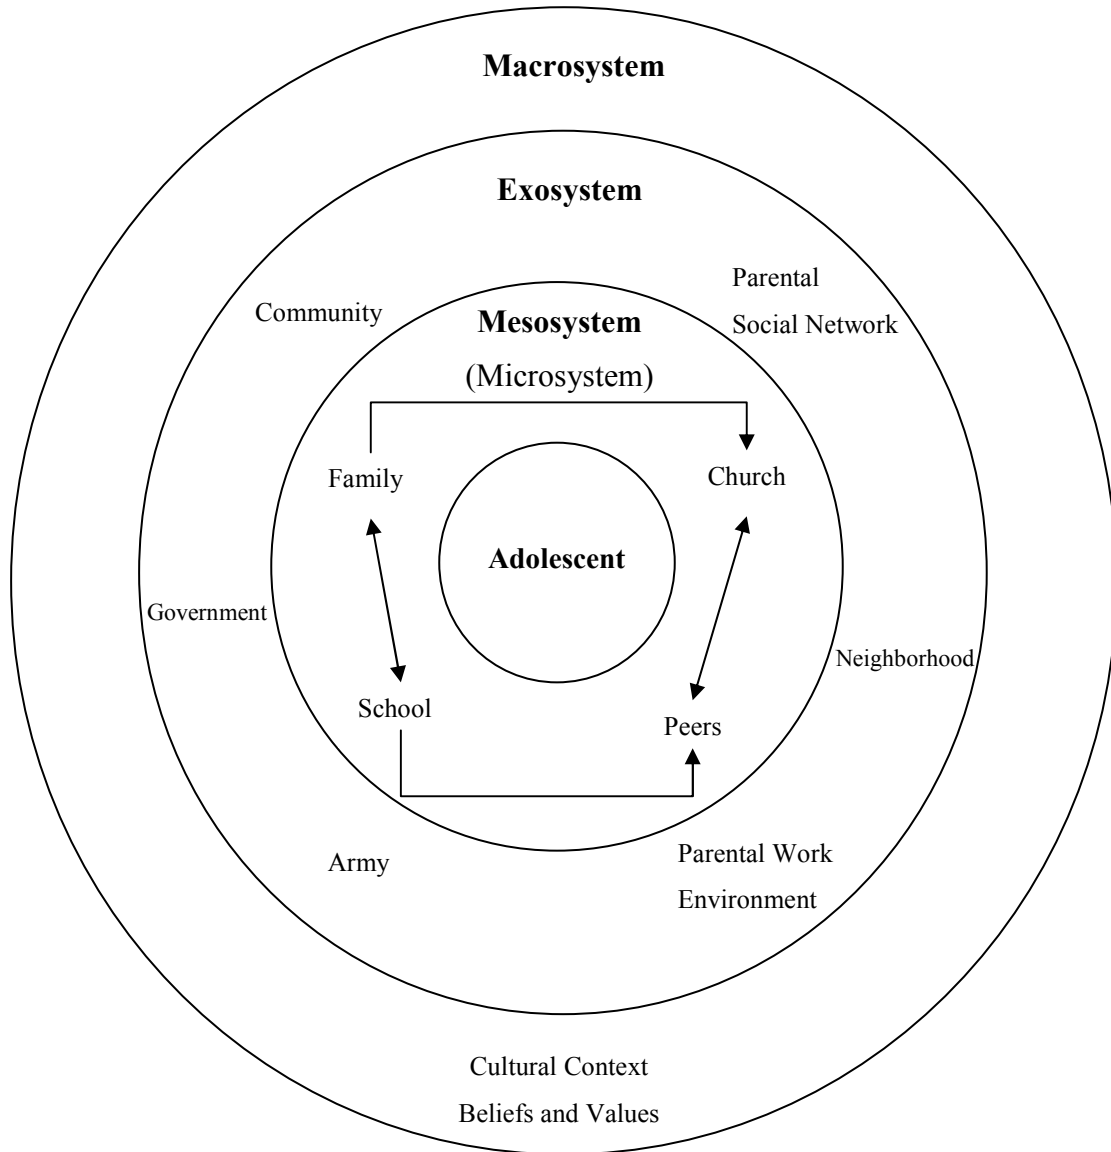 Macrosystem
Exosystem
Parental
Social Network
Community
Mesosystem
(Microsystem)
Family
Church
Adolescent
Government
Neighborhood
School
Peers
Army
Parental Work
Environment
Cultural Context
Beliefs and Values